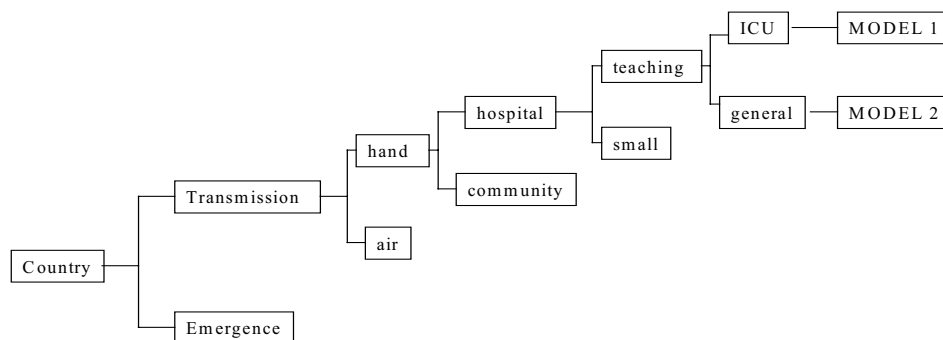 ICU
MODEL 1
teaching
hospital
general
MODEL 2
hand
small
Transmission
community
air
Country
Emergence